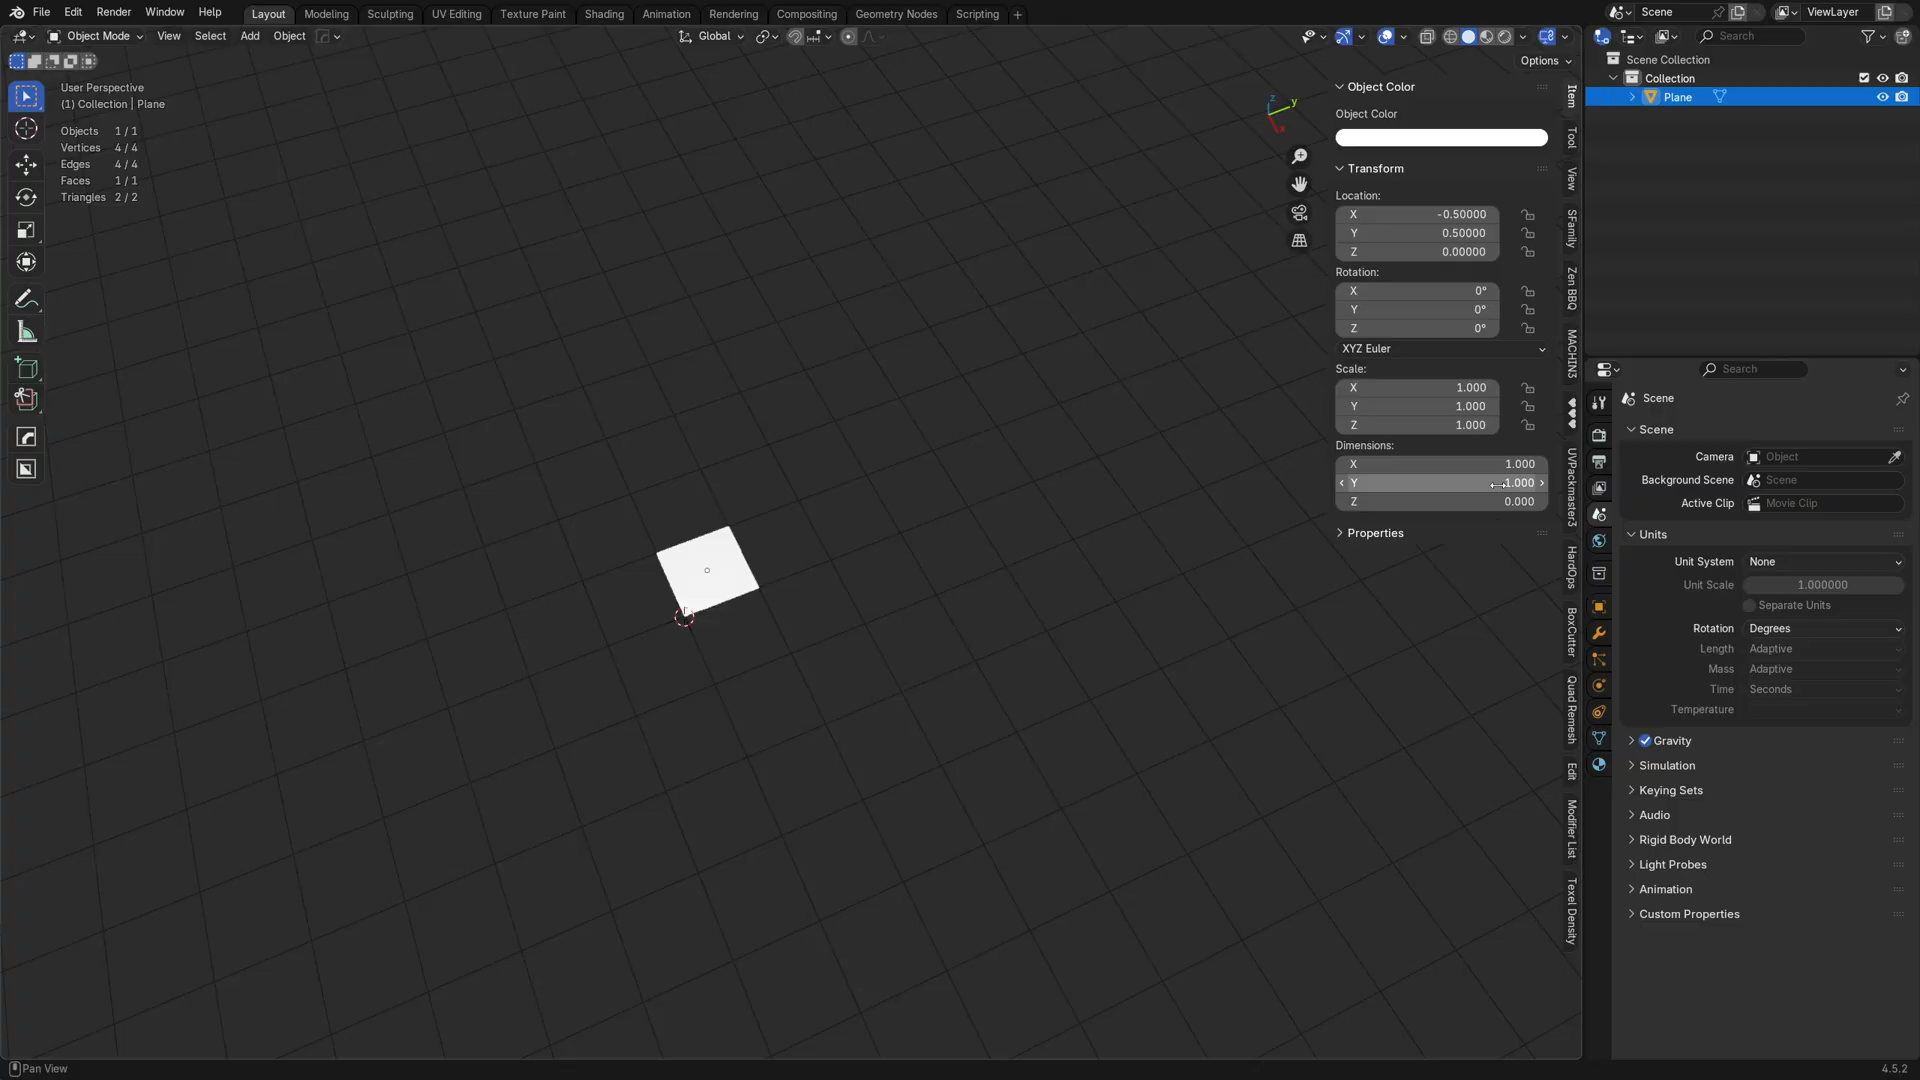 File Edit Render Window Help Layout Modeling Sculpting UV Editing Texture Paint Shading Animation Rendering Compositing Geometry Nodes Scripting + Scene ViewLayer
Object Mode View Select Add Object Global Search
Options
User Perspective
(1) Collection | Plane
Objects 1 / 1
Vertices 4 / 4
Edges 4 / 4
Faces 1 / 1
Triangles 2 / 2
z
y
x
Object Color
Object Color
Transform
Location:
X -0.50000
Y 0.50000
Z 0.00000
Rotation:
X 0°
Y 0°
Z 0°
XYZ Euler
Scale:
X 1.000
Y 1.000
Z 1.000
Dimensions:
X 1.000
Y 1.000
Z 0.000
Properties
Item
Tool
View
SFamily
Zen BBQ
MACHIN3
♥♥♥
UVPackmaster3
HardOps
BoxCutter
Quad Remesh
Edit
Modifier List
Texel Density
Scene Collection
Collection
Plane
Search
Scene
Scene
Camera Object
Background Scene Scene
Active Clip Movie Clip
Units
Unit System None
Unit Scale 1.000000
Separate Units
Rotation Degrees
Length Adaptive
Mass Adaptive
Time Seconds
Temperature
Gravity
Simulation
Keying Sets
Audio
Rigid Body World
Light Probes
Animation
Custom Properties
Pan View
4.5.2